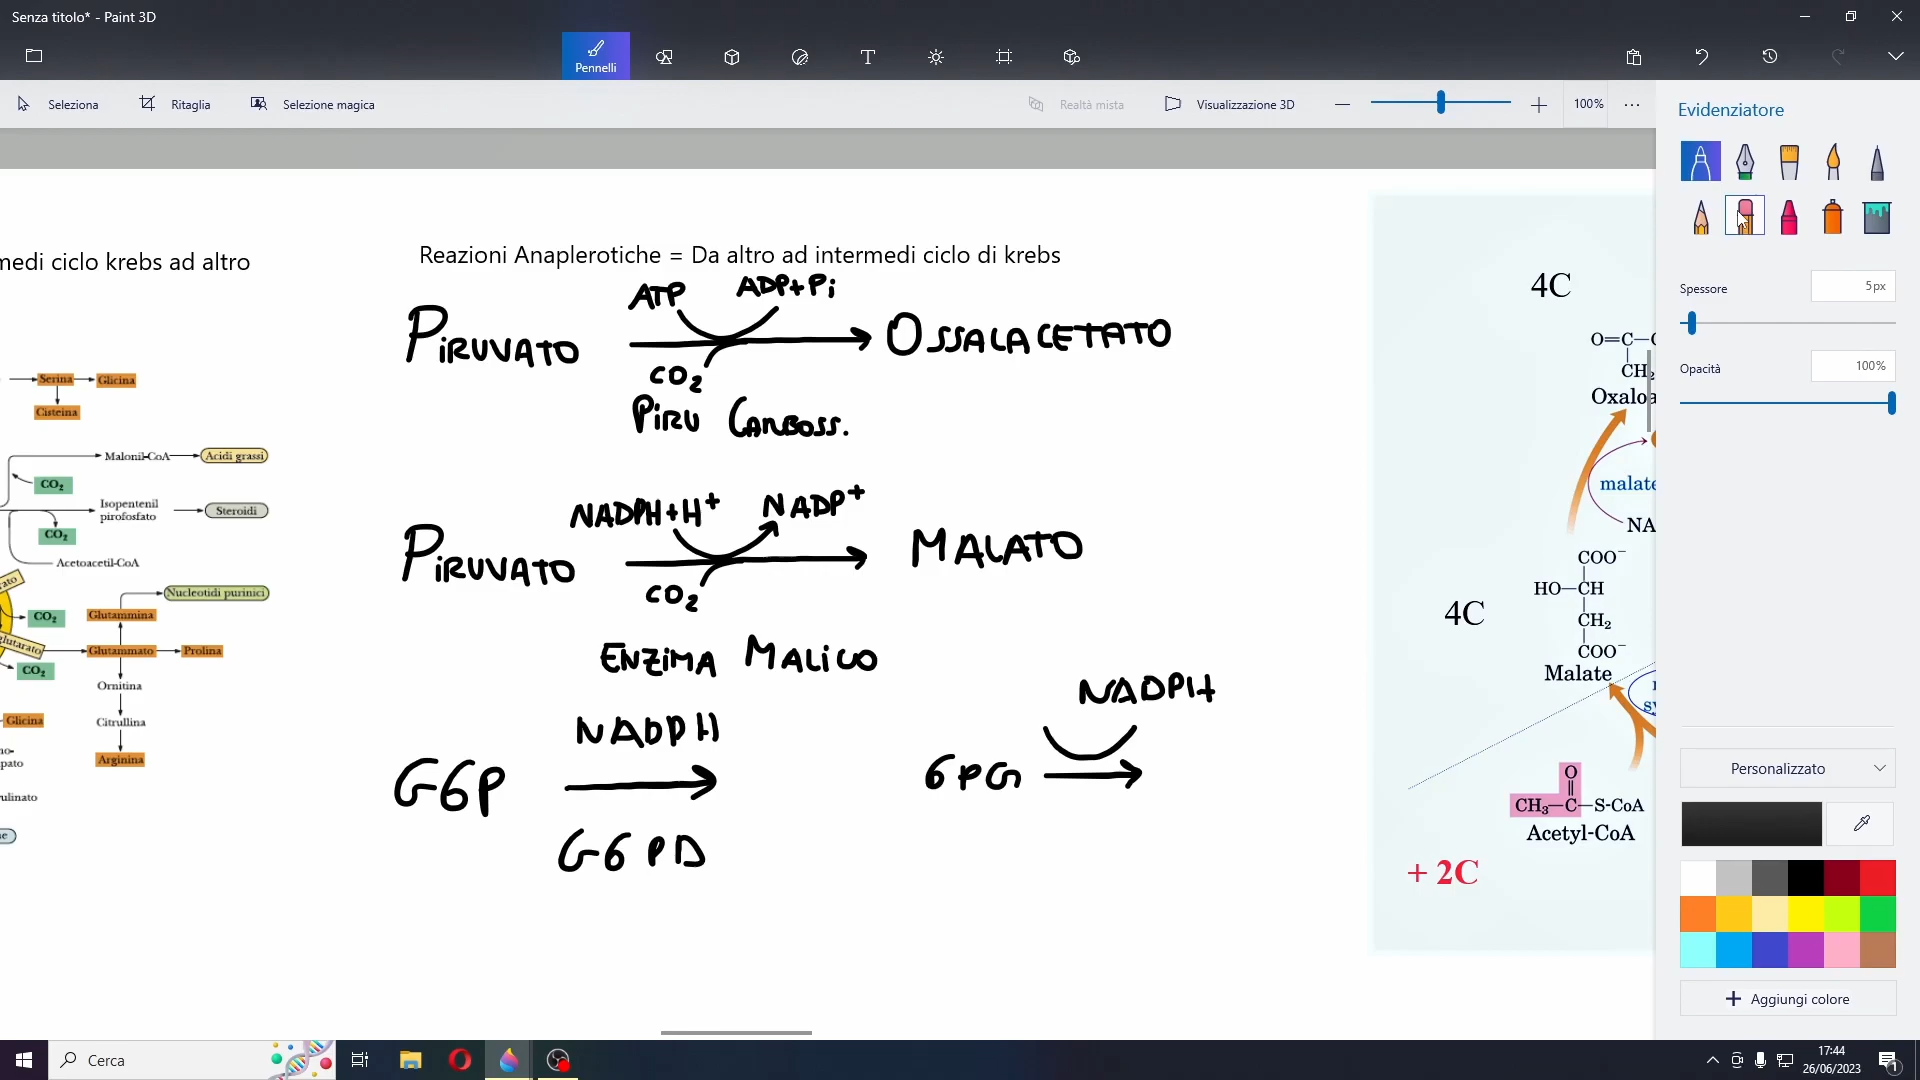 Senza titolo* - Paint 3D
Pennelli
Seleziona
Ritaglia
Selezione magica
Realtà mista
Visualizzazione 3D
100%
Evidenziatore
Spessore
5px
Opacità
100%
Personalizzato
Aggiungi colore
medi ciclo krebs ad altro
Serina
Glicina
Cisteina
Malonil-CoA
Acidi grassi
CO₂
Isopentenil
pirofosfato
Steroidi
CO₂
Acetoacetil-CoA
Nucleotidi purinici
CO₂
Glutammina
glutarato
Glutammato
Prolina
CO₂
Ornitina
Glicina
Citrullina
Arginina
Reazioni Anaplerotiche = Da altro ad intermedi ciclo di krebs
ATP
ADP+Pi
PIRUVATO
OSSALACETATO
CO₂
PIRU CARBOSS.
NADPH+H⁺
NADP⁺
PIRUVATO
MALATO
CO₂
ENZIMA MALICO
NADPH
NADPH
G6P
6PG
G6PD
4C
O=C–C
CH₂
Oxaloa
malate
NA
COO⁻
HO–CH
CH₂
COO⁻
Malate
4C
O
CH₃–C–S-CoA
Acetyl-CoA
+ 2C
Cerca
17:44
26/06/2023
1